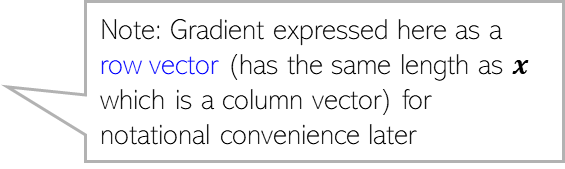 Note: Gradient expressed here as a
row vector (has the same length as 𝒙
which is a column vector) for
notational convenience later